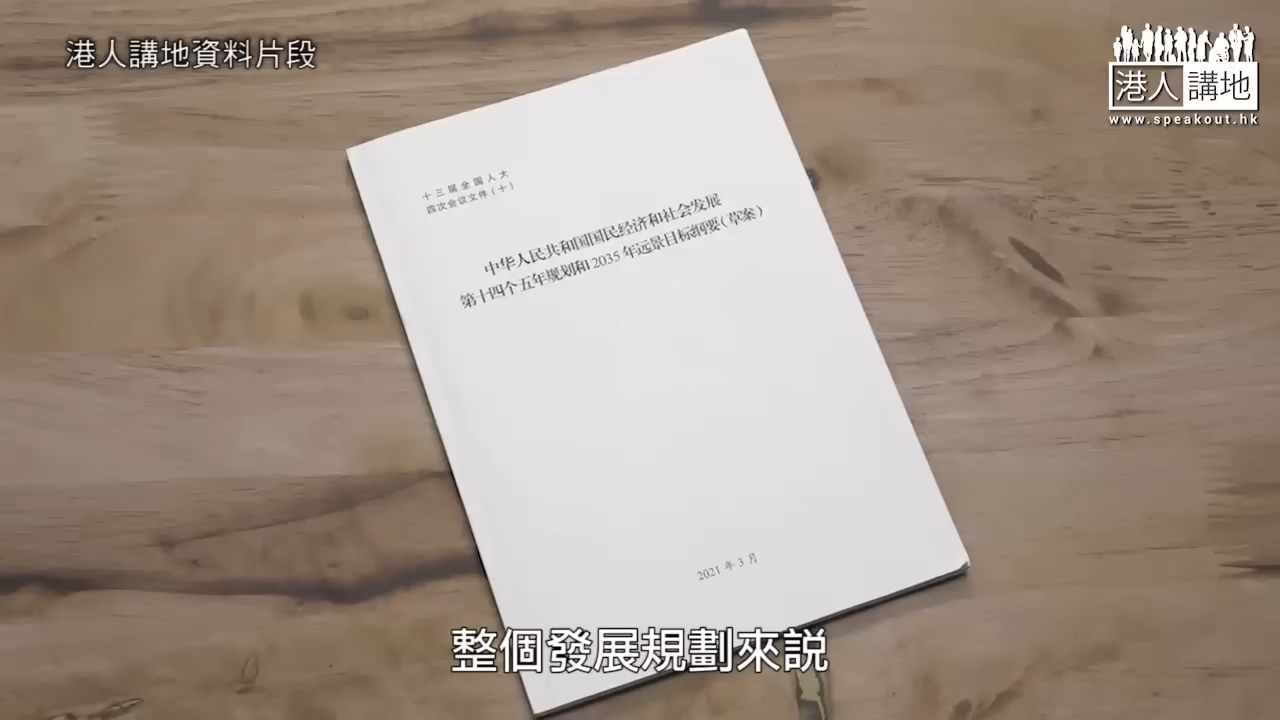 港人講地資料片段
港人講地
www.speakout.hk
十三届全国人大
四次会议文件（十）
中华人民共和国国民经济和社会发展
第十四个五年规划和2035年远景目标纲要（草案）
2021年3月
整個發展規劃來説